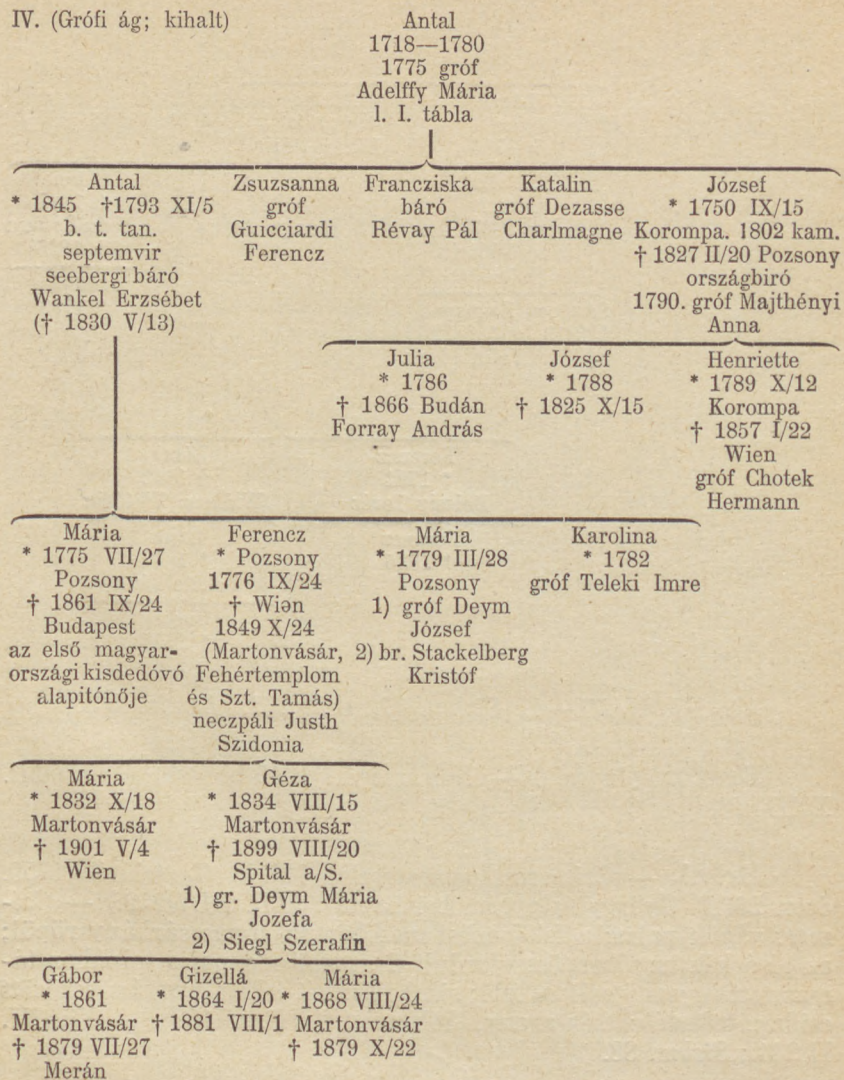 IV. (Grófi ág; kihalt)
Antal
1718—1780
1775 gróf
Adelffy Mária
l. I. tábla
Antal
* 1845 †1793 XI/5
b. t. tan.
septemvir
seebergi báró
Wankel Erzsébet
(† 1830 V/13)
Zsuzsanna
gróf
Guicciardi
Ferencz
Francziska
báró
Révay Pál
Katalin
gróf Dezasse
Charlmagne
József
* 1750 IX/15
Korompa. 1802 kam.
† 1827 II/20 Pozsony
országbiró
1790. gróf Majthényi
Anna
Julia
* 1786
† 1866 Budán
Forray András
József
* 1788
† 1825 X/15
Henriette
* 1789 X/12
Korompa
† 1857 I/22
Wien
gróf Chotek
Hermann
Mária
* 1775 VII/27
Pozsony
† 1861 IX/24
Budapest
az első magyar-
országi kisdedóvó
alapitónője
Ferencz
* Pozsony
1776 IX/24
† Wiən
1849 X/24
(Martonvásár,
Fehértemplom
és Szt. Tamás)
neczpáli Justh
Szidonia
Mária
* 1779 III/28
Pozsony
1) gróf Deym
József
2) br. Stackelberg
Kristóf
Karolina
* 1782
gróf Teleki Imre
Mária
* 1832 X/18
Martonvásár
† 1901 V/4
Wien
Géza
* 1834 VIII/15
Martonvásár
† 1899 VIII/20
Spital a/S.
1) gr. Deym Mária
Jozefa
2) Siegl Szerafin
Gábor
* 1861
Martonvásár
† 1879 VII/27
Merán
Gizellá
* 1864 I/20
† 1881 VIII/1
Mária
* 1868 VIII/24
Martonvásár
† 1879 X/22